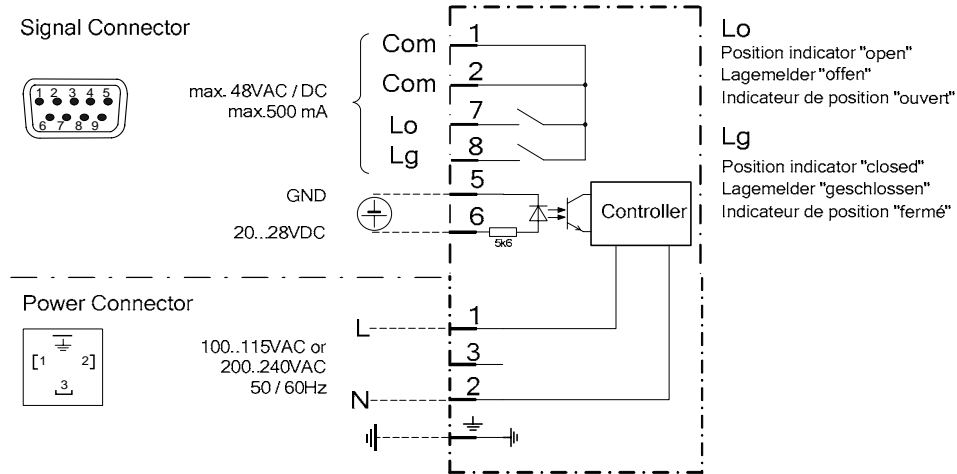 Signal Connector
1 2 3 4 5
6 7 8 9
max. 48VAC / DC
max.500 mA
Com 1
Com 2
Lo 7
Lg 8
GND 5
20...28VDC 6
5k6
Controller
Lo
Position indicator "open"
Lagemelder "offen"
Indicateur de position "ouvert"
Lg
Position indicator "closed"
Lagemelder "geschlossen"
Indicateur de position "fermé"
Power Connector
1 2
3
100..115VAC or
200..240VAC
50 / 60Hz
L 1
3
N 2